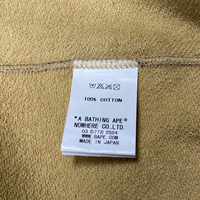 100% COTTON
"A BATHING APE"
NOWHERE CO.,LTD.
03 5772 2524
WWW.BAPE.COM
MADE IN JAPAN